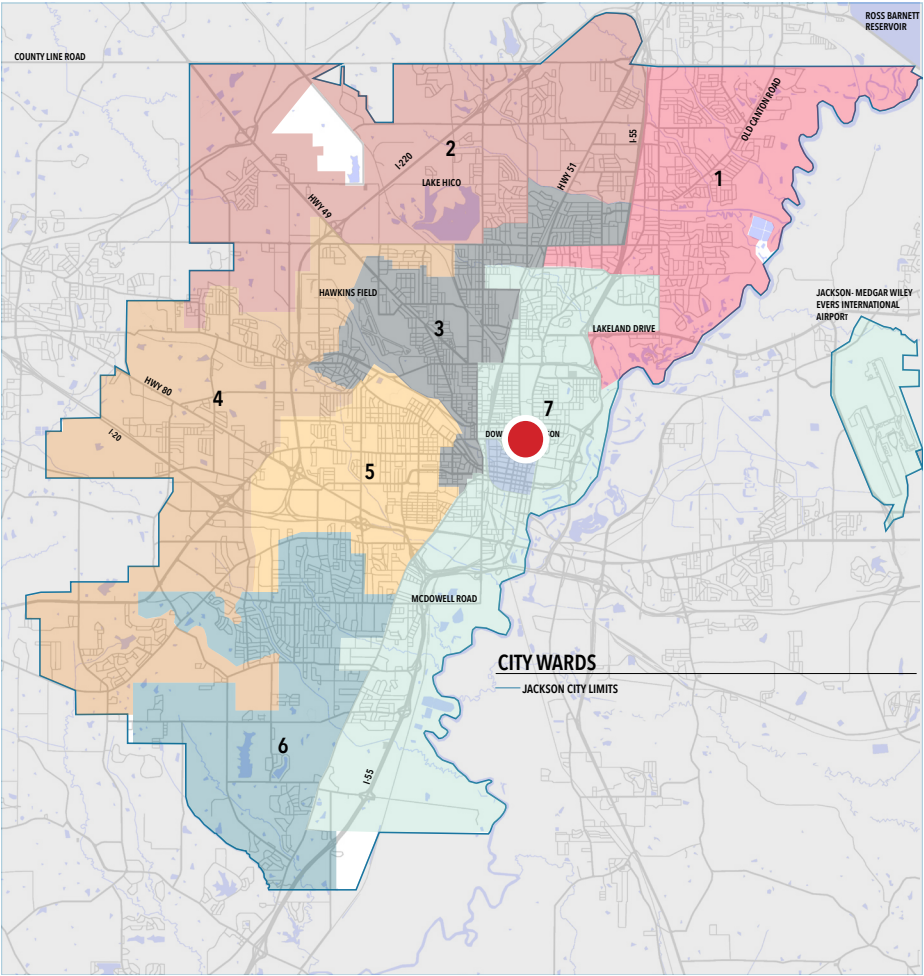 ROSS BARNETT
RESERVOIR
COUNTY LINE ROAD
OLD CANTON ROAD
I-55
2
I-220
HWY 51
1
LAKE HICO
HWY 49
HAWKINS FIELD
JACKSON- MEDGAR WILEY
EVERS INTERNATIONAL
AIRPORT
3
LAKELAND DRIVE
HWY 80
4
7
I-20
DOW
ON
5
MCDOWELL ROAD
CITY WARDS
JACKSON CITY LIMITS
6
I-55